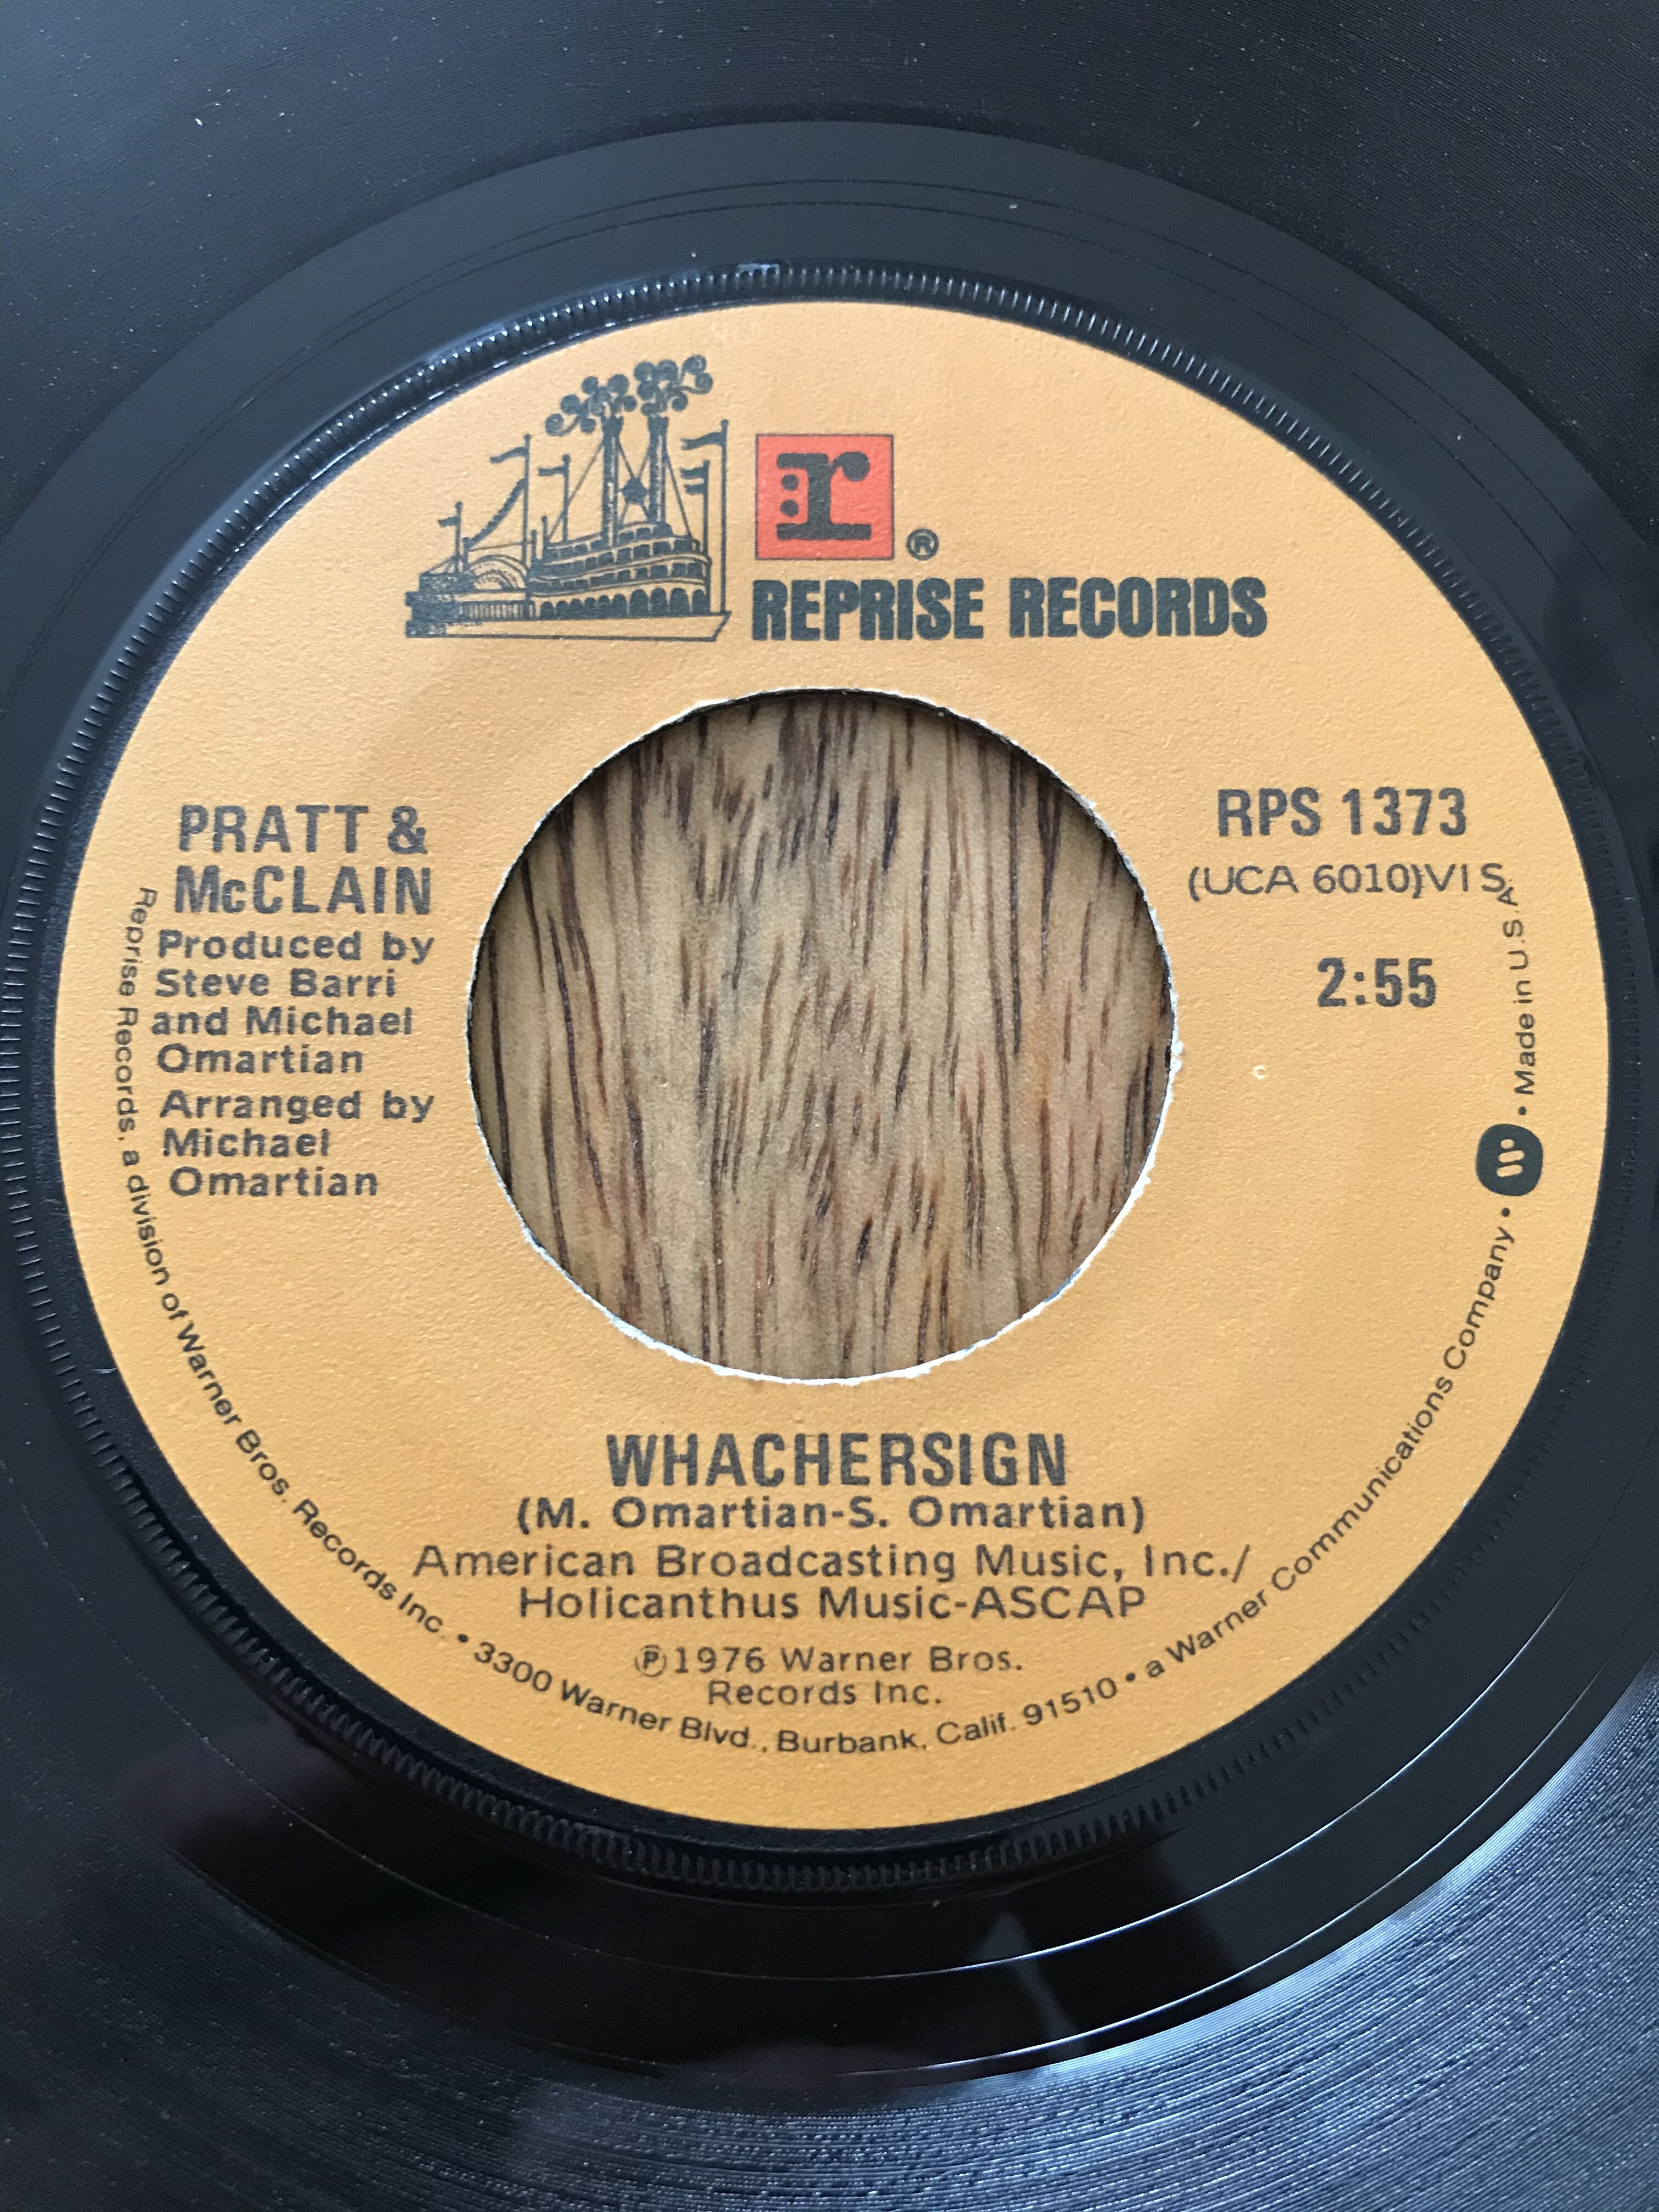 r
®
REPRISE RECORDS
PRATT &
McCLAIN
Produced by
Steve Barri
and Michael
Omartian
Arranged by
Michael
Omartian
RPS 1373
(UCA 6010)VI S
2:55
WHACHERSIGN
(M. Omartian-S. Omartian)
American Broadcasting Music, Inc./
Holicanthus Music-ASCAP
℗1976 Warner Bros.
Records Inc.
Reprise Records, a division of Warner Bros. Records Inc. • 3300 Warner Blvd., Burbank, Calif. 91510 • a Warner Communications Company • W • Made in U.S.A.